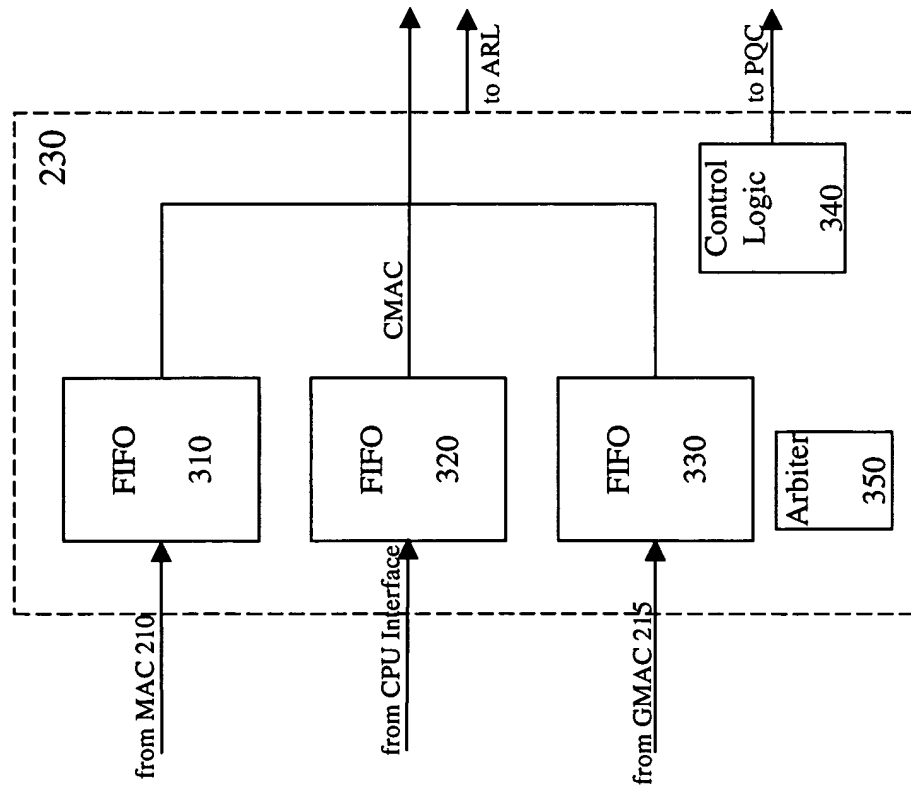 230
from MAC 210
FIFO
310
from CPU Interface
FIFO
320
CMAC
from GMAC 215
FIFO
330
to ARL
Arbiter
350
Control
Logic
340
to PQC